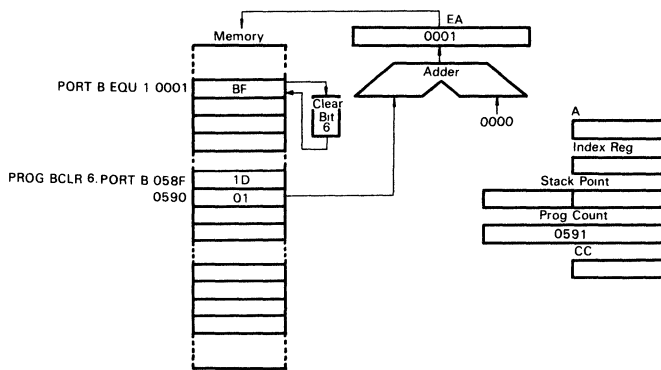 EA
Memory
0001
Adder
PORT B EQU 1 0001
BF
Clear
Bit
6
0000
A
Index Reg
PROG BCLR 6. PORT B 058F
1D
Stack Point
0590
01
Prog Count
0591
CC